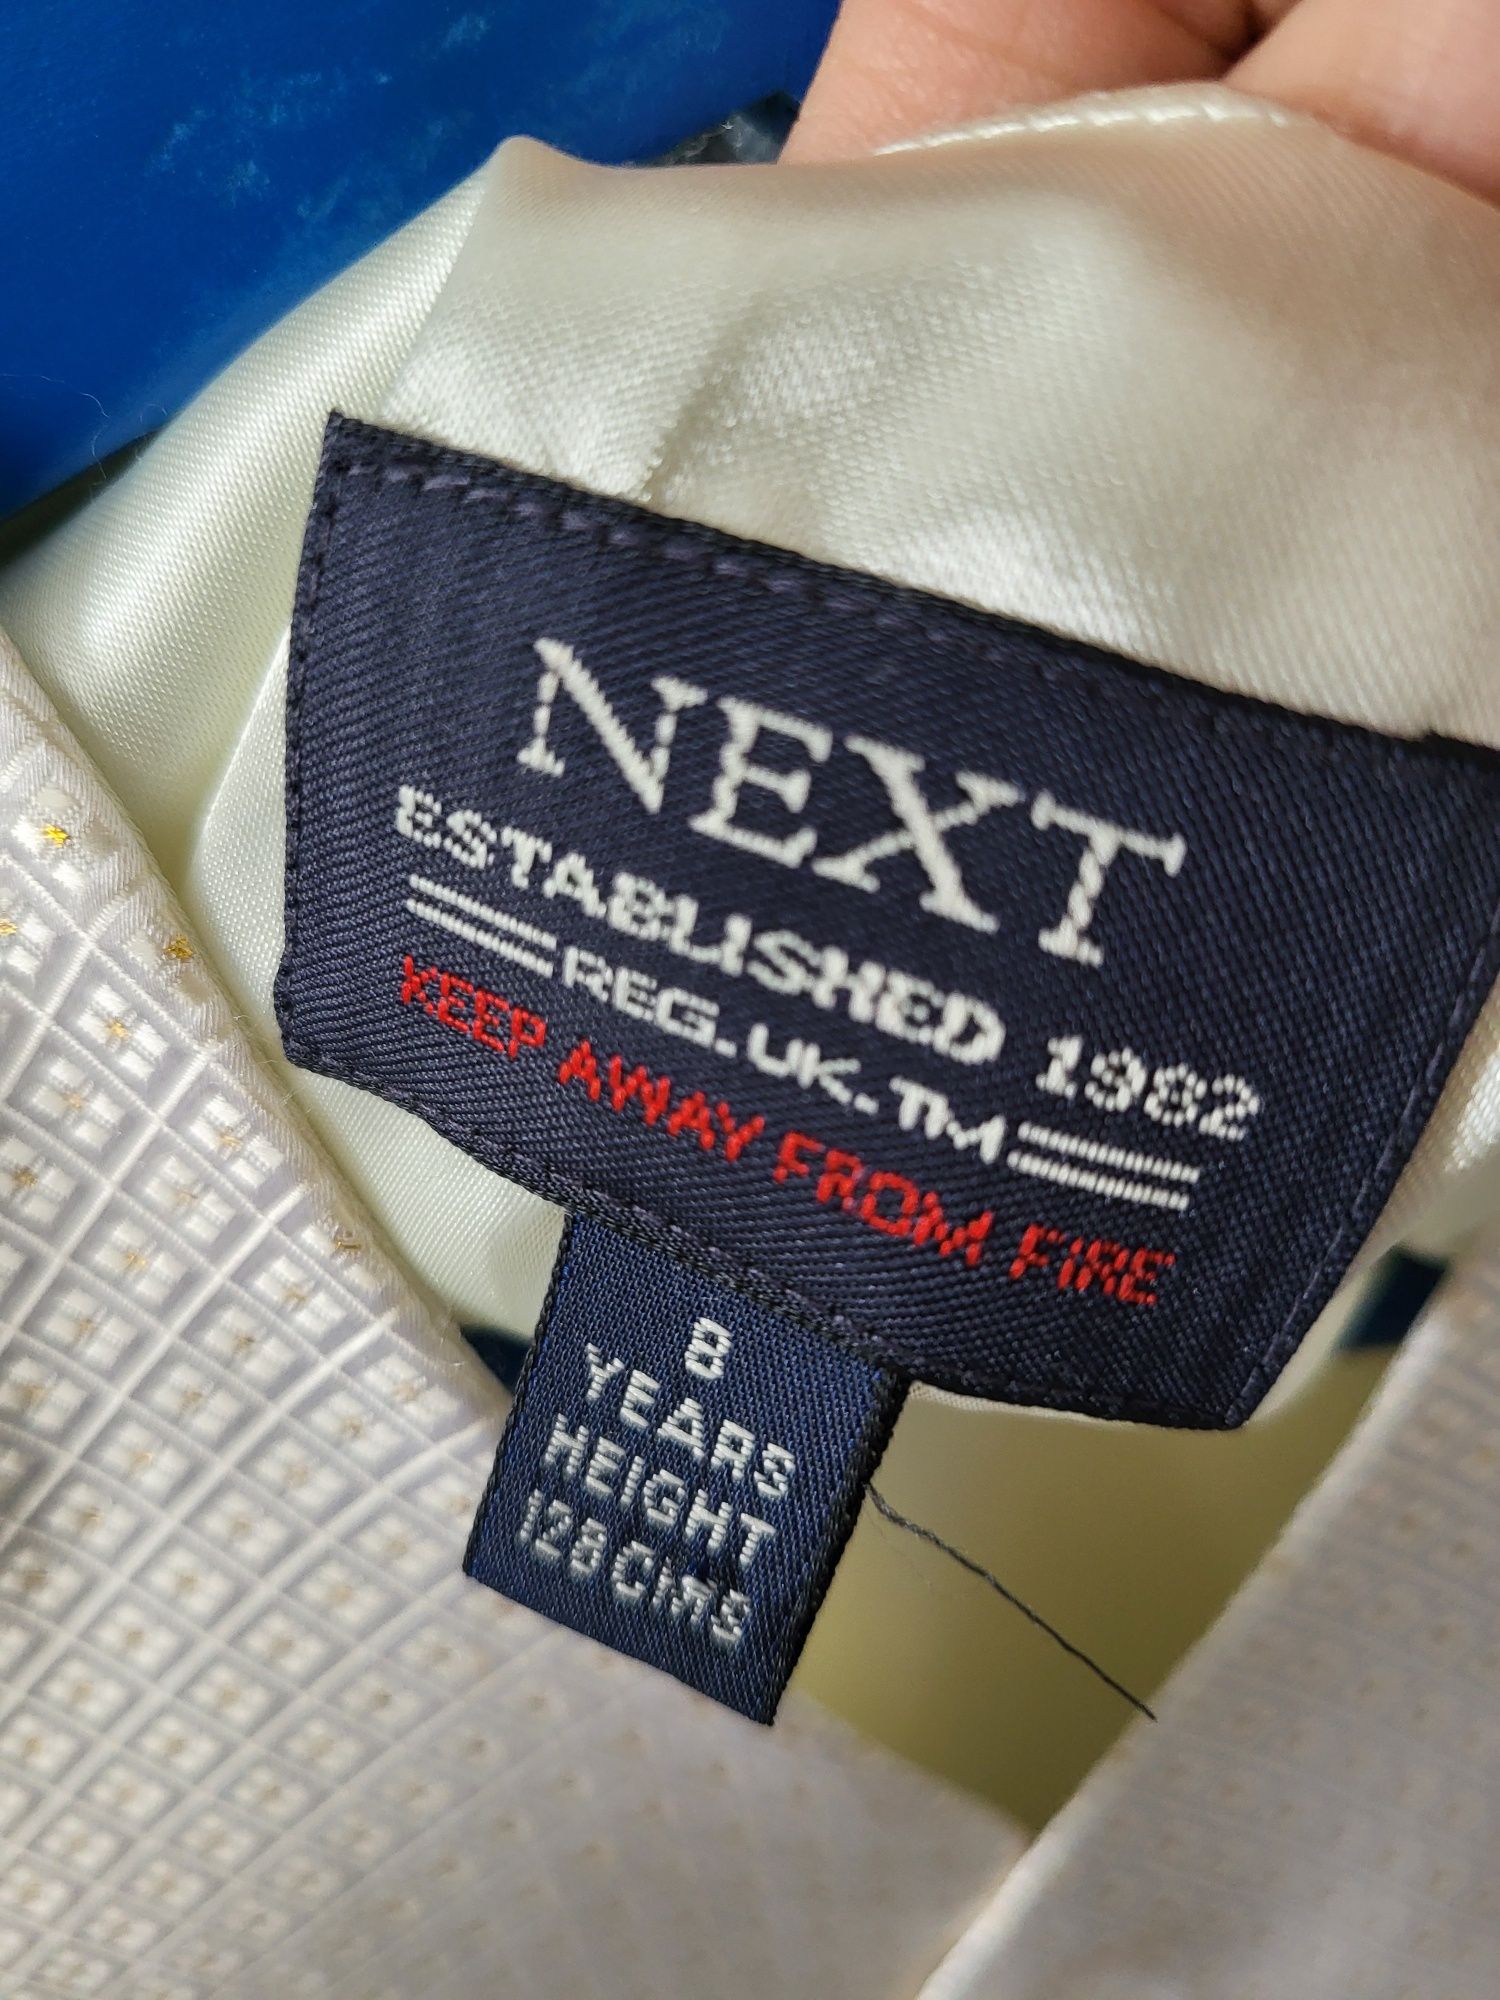 NEXT
ESTABLISHED 1982
REG. UK. TM
KEEP AWAY FROM FIRE
8
YEARS
HEIGHT
128 CMS